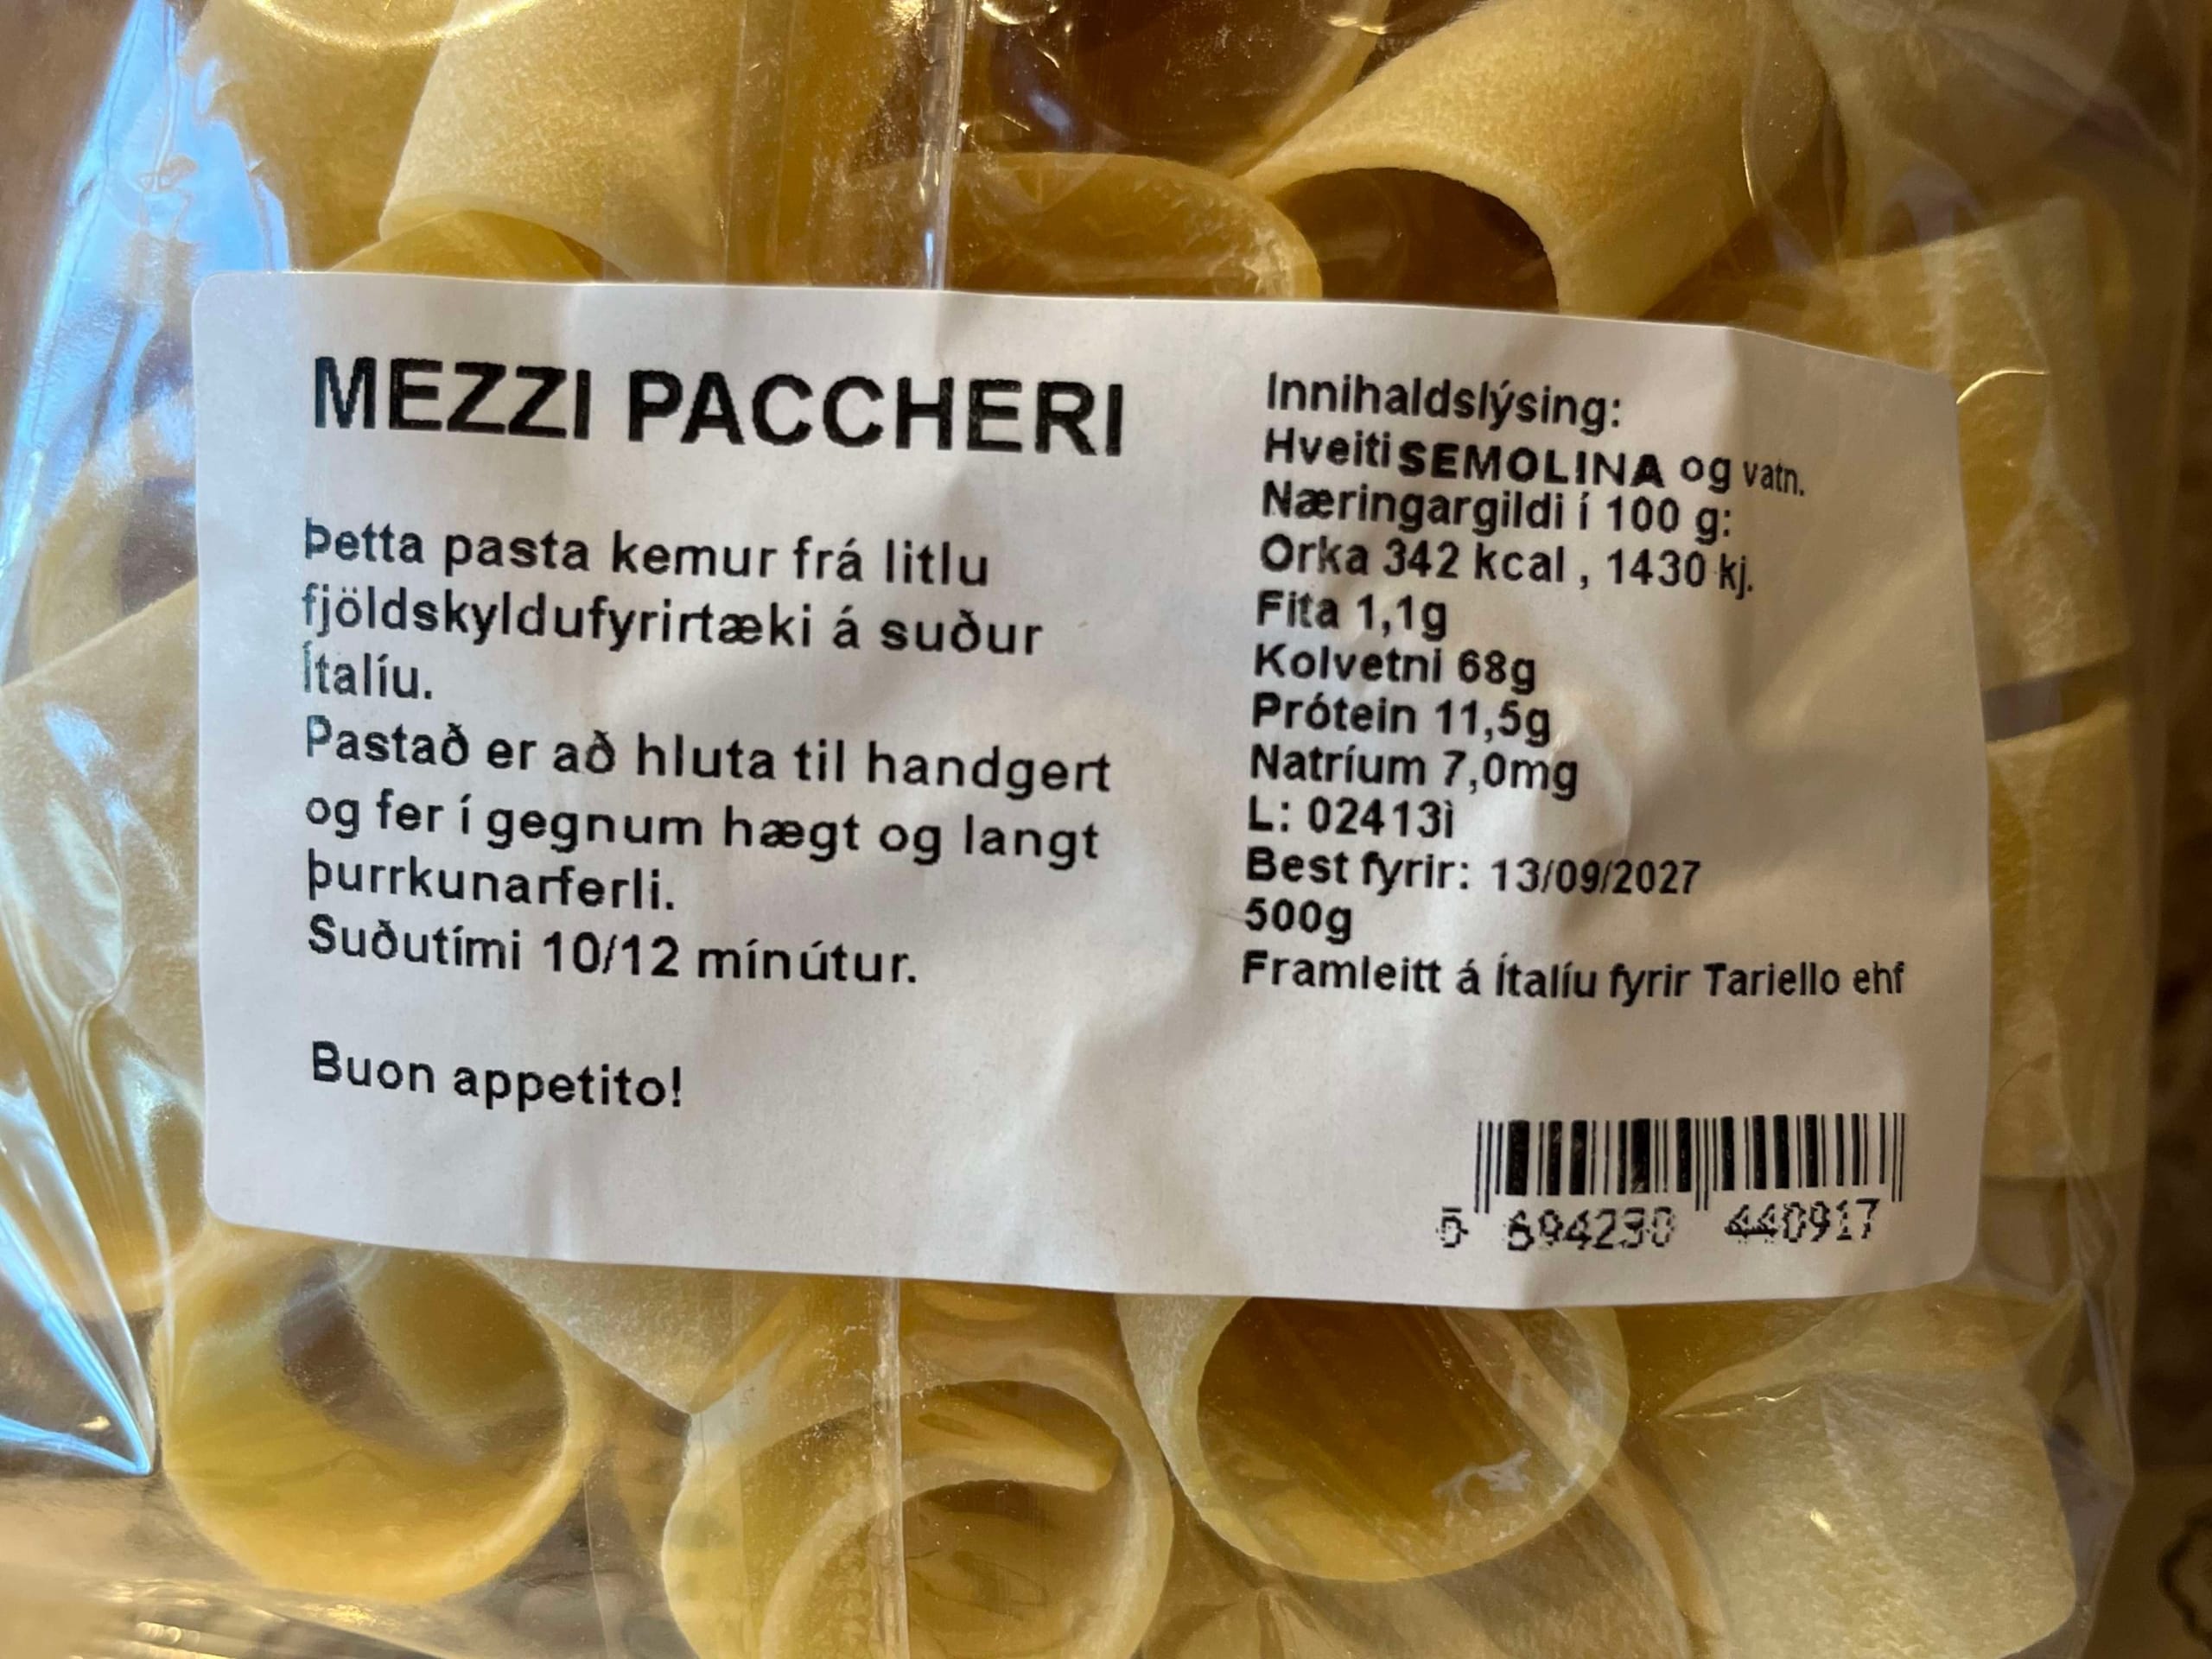 MEZZI PACCHERI
Þetta pasta kemur frá litlu
fjöldskyldufyrirtæki á suður
Ítalíu.
Pastað er að hluta til handgert
og fer í gegnum hægt og langt
þurrkunarferli.
Suðutími 10/12 mínútur.
Buon appetito!
Innihaldslýsing:
Hveiti SEMOLINA og vatn.
Næringargildi í 100 g:
Orka 342 kcal , 1430 kj.
Fita 1,1g
Kolvetni 68g
Prótein 11,5g
Natríum 7,0mg
L: 02413ì
Best fyrir: 13/09/2027
500g
Framleitt á Ítalíu fyrir Tariello ehf
5 694230 440917